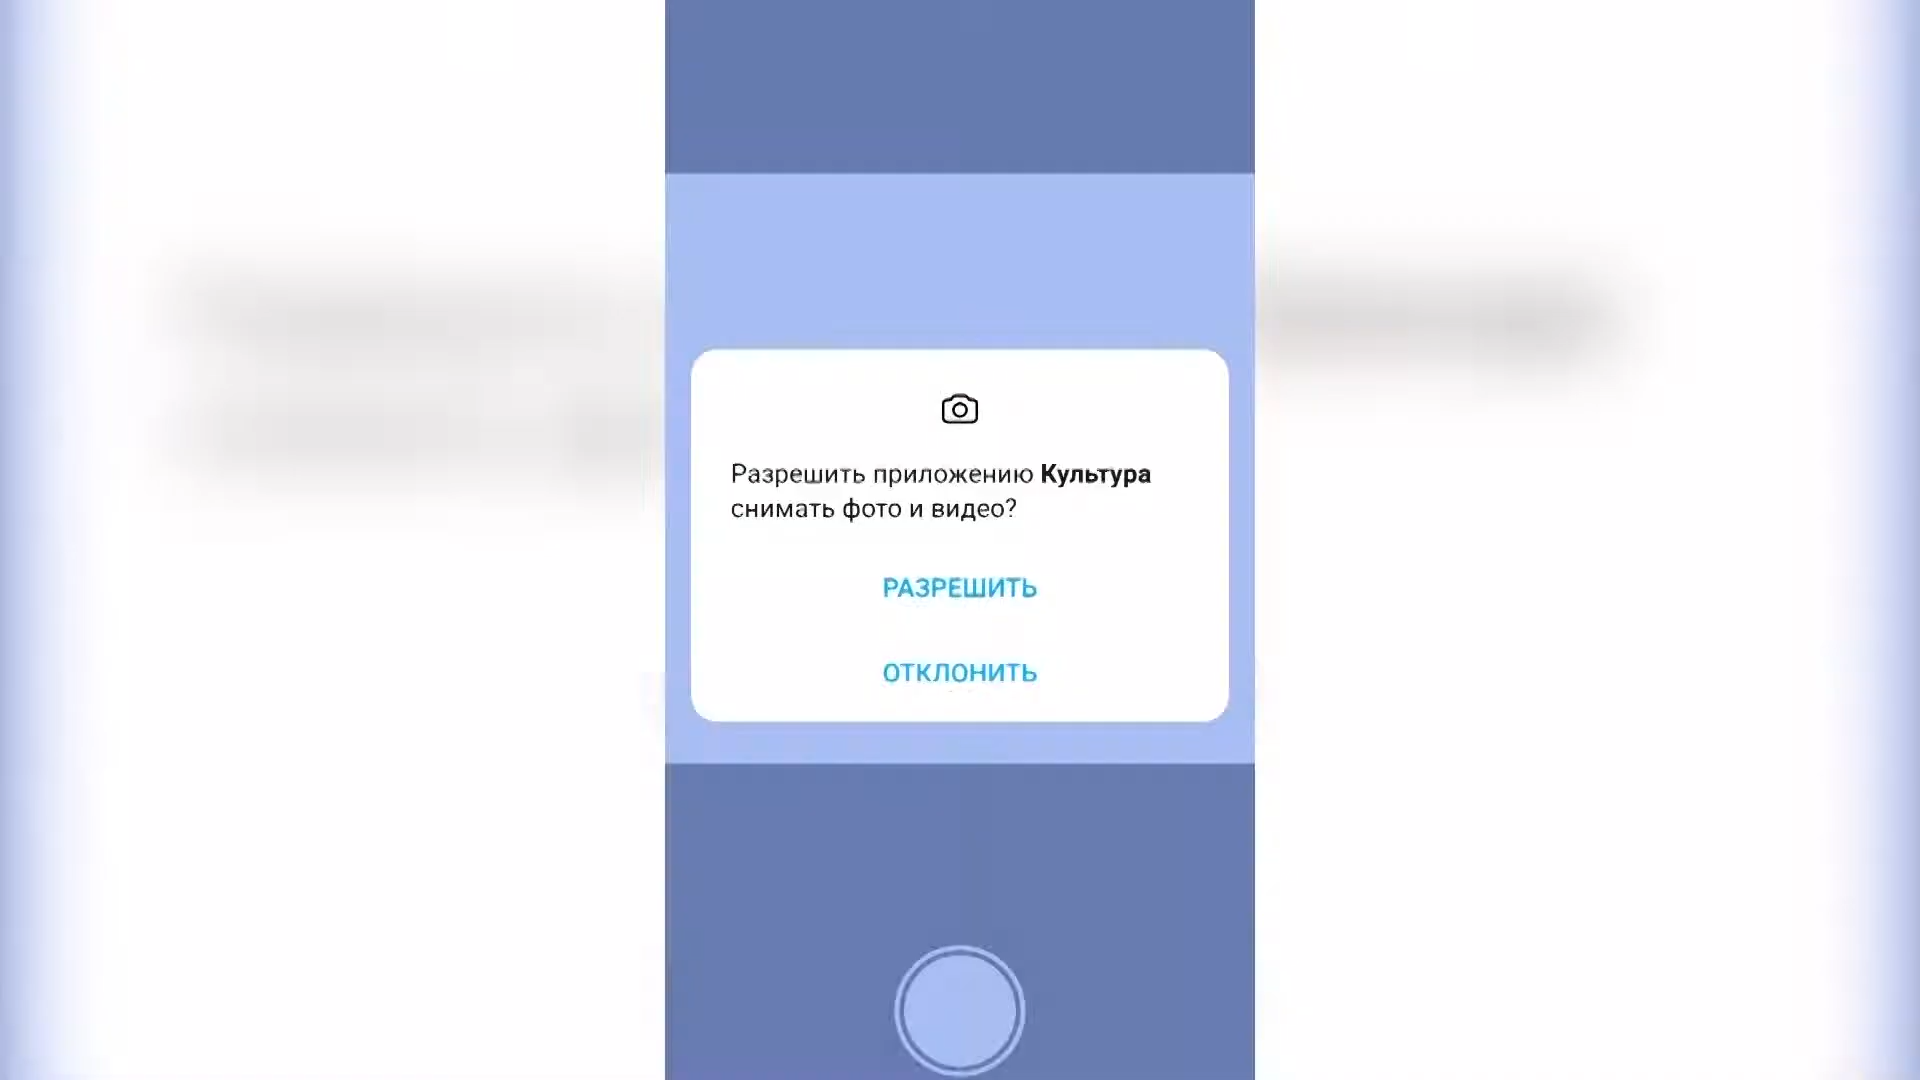 Разрешить приложению Культура
снимать фото и видео?
РАЗРЕШИТЬ
ОТКЛОНИТЬ